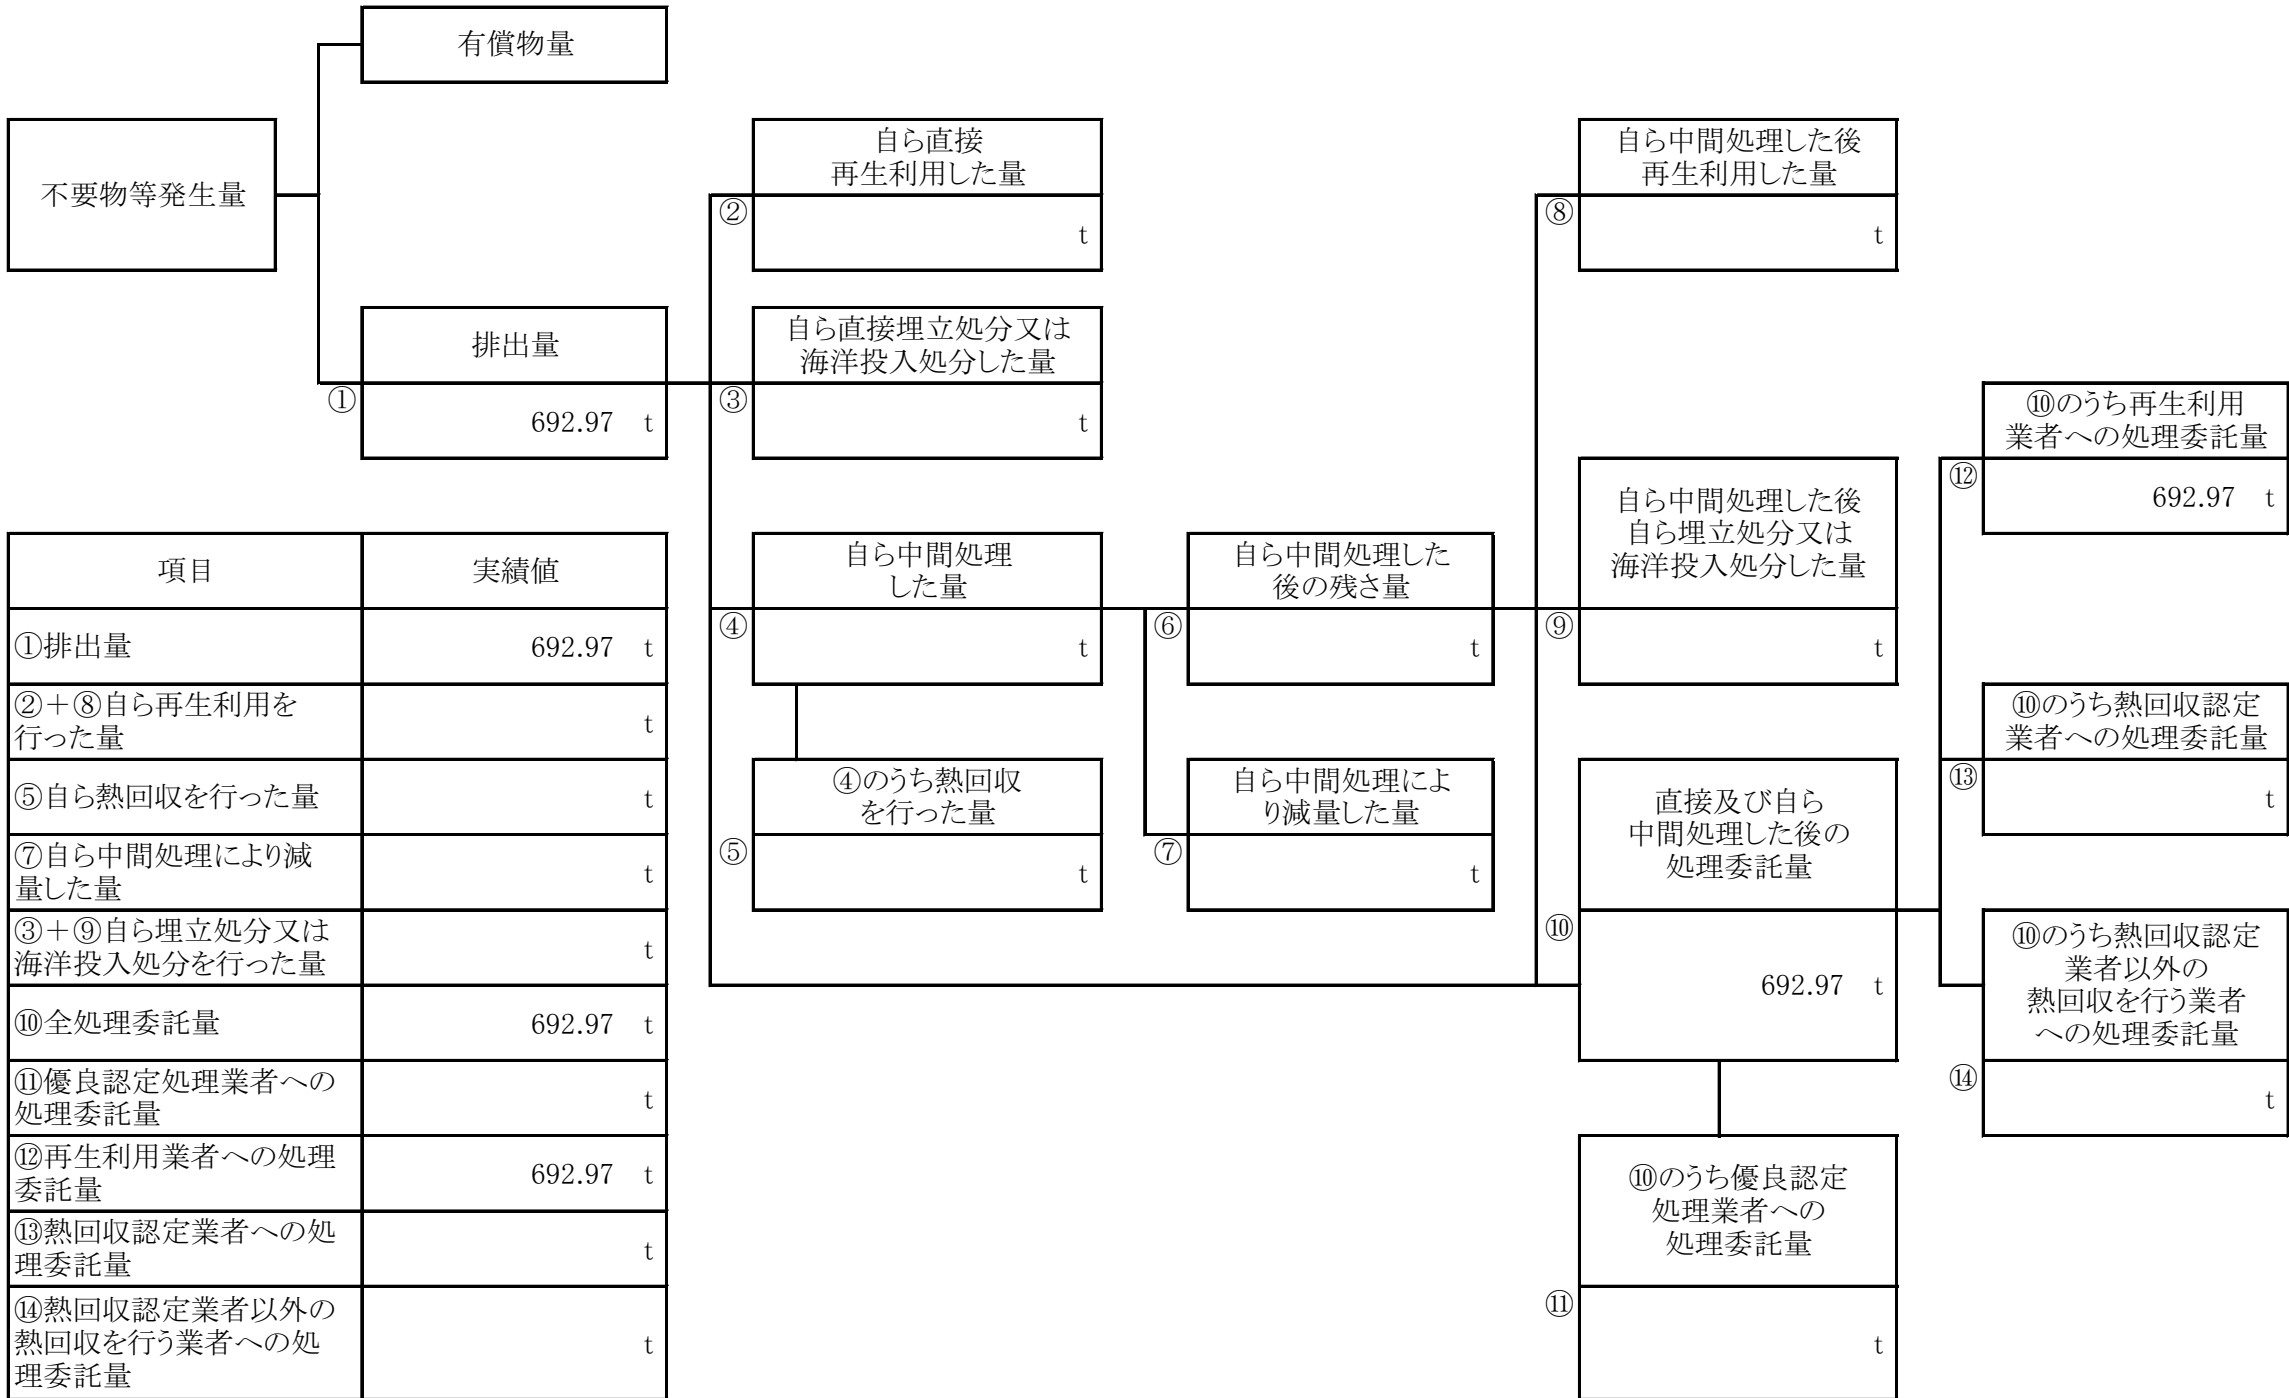 有償物量
不要物等発生量
排出量
①
692.97 t
自ら直接
再生利用した量
②
t
自ら直接埋立処分又は
海洋投入処分した量
③
t
自ら中間処理
した量
④
t
④のうち熱回収
を行った量
⑤
t
自ら中間処理した
後の残さ量
⑥
t
自ら中間処理によ
り減量した量
⑦
t
自ら中間処理した後
再生利用した量
⑧
t
自ら中間処理した後
自ら埋立処分又は
海洋投入処分した量
⑨
t
直接及び自ら
中間処理した後の
処理委託量
⑩
692.97 t
⑩のうち優良認定
処理業者への
処理委託量
⑪
t
⑩のうち再生利用
業者への処理委託量
⑫
692.97 t
⑩のうち熱回収認定
業者への処理委託量
⑬
t
⑩のうち熱回収認定
業者以外の
熱回収を行う業者
への処理委託量
⑭
t
項目 実績値
①排出量 692.97 t
②+⑧自ら再生利用を
行った量 t
⑤自ら熱回収を行った量 t
⑦自ら中間処理により減
量した量 t
③+⑨自ら埋立処分又は
海洋投入処分を行った量 t
⑩全処理委託量 692.97 t
⑪優良認定処理業者への
処理委託量 t
⑫再生利用業者への処理
委託量 692.97 t
⑬熱回収認定業者への処
理委託量 t
⑭熱回収認定業者以外の
熱回収を行う業者への処
理委託量 t